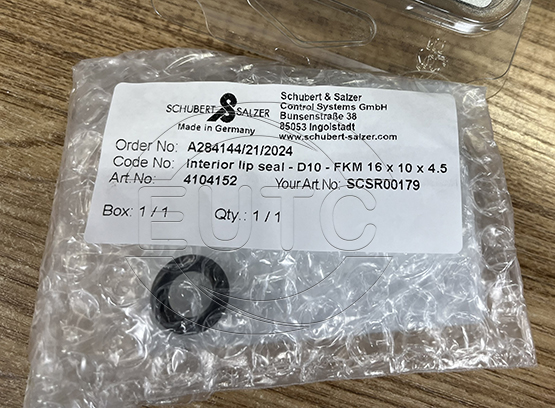 SCHUBERT & SALZER
Made in Germany
Schubert & Salzer
Control Systems GmbH
Bunsenstraße 38
85053 Ingolstadt
www.schubert-salzer.com
Order No: A284144/21/2024
Code No: Interior lip seal - D10 - FKM 16 x 10 x 4.5
Art.No: 4104152 Your Art.No: SCSR00179
Box: 1 / 1 Qty.: 1 / 1
EUTC